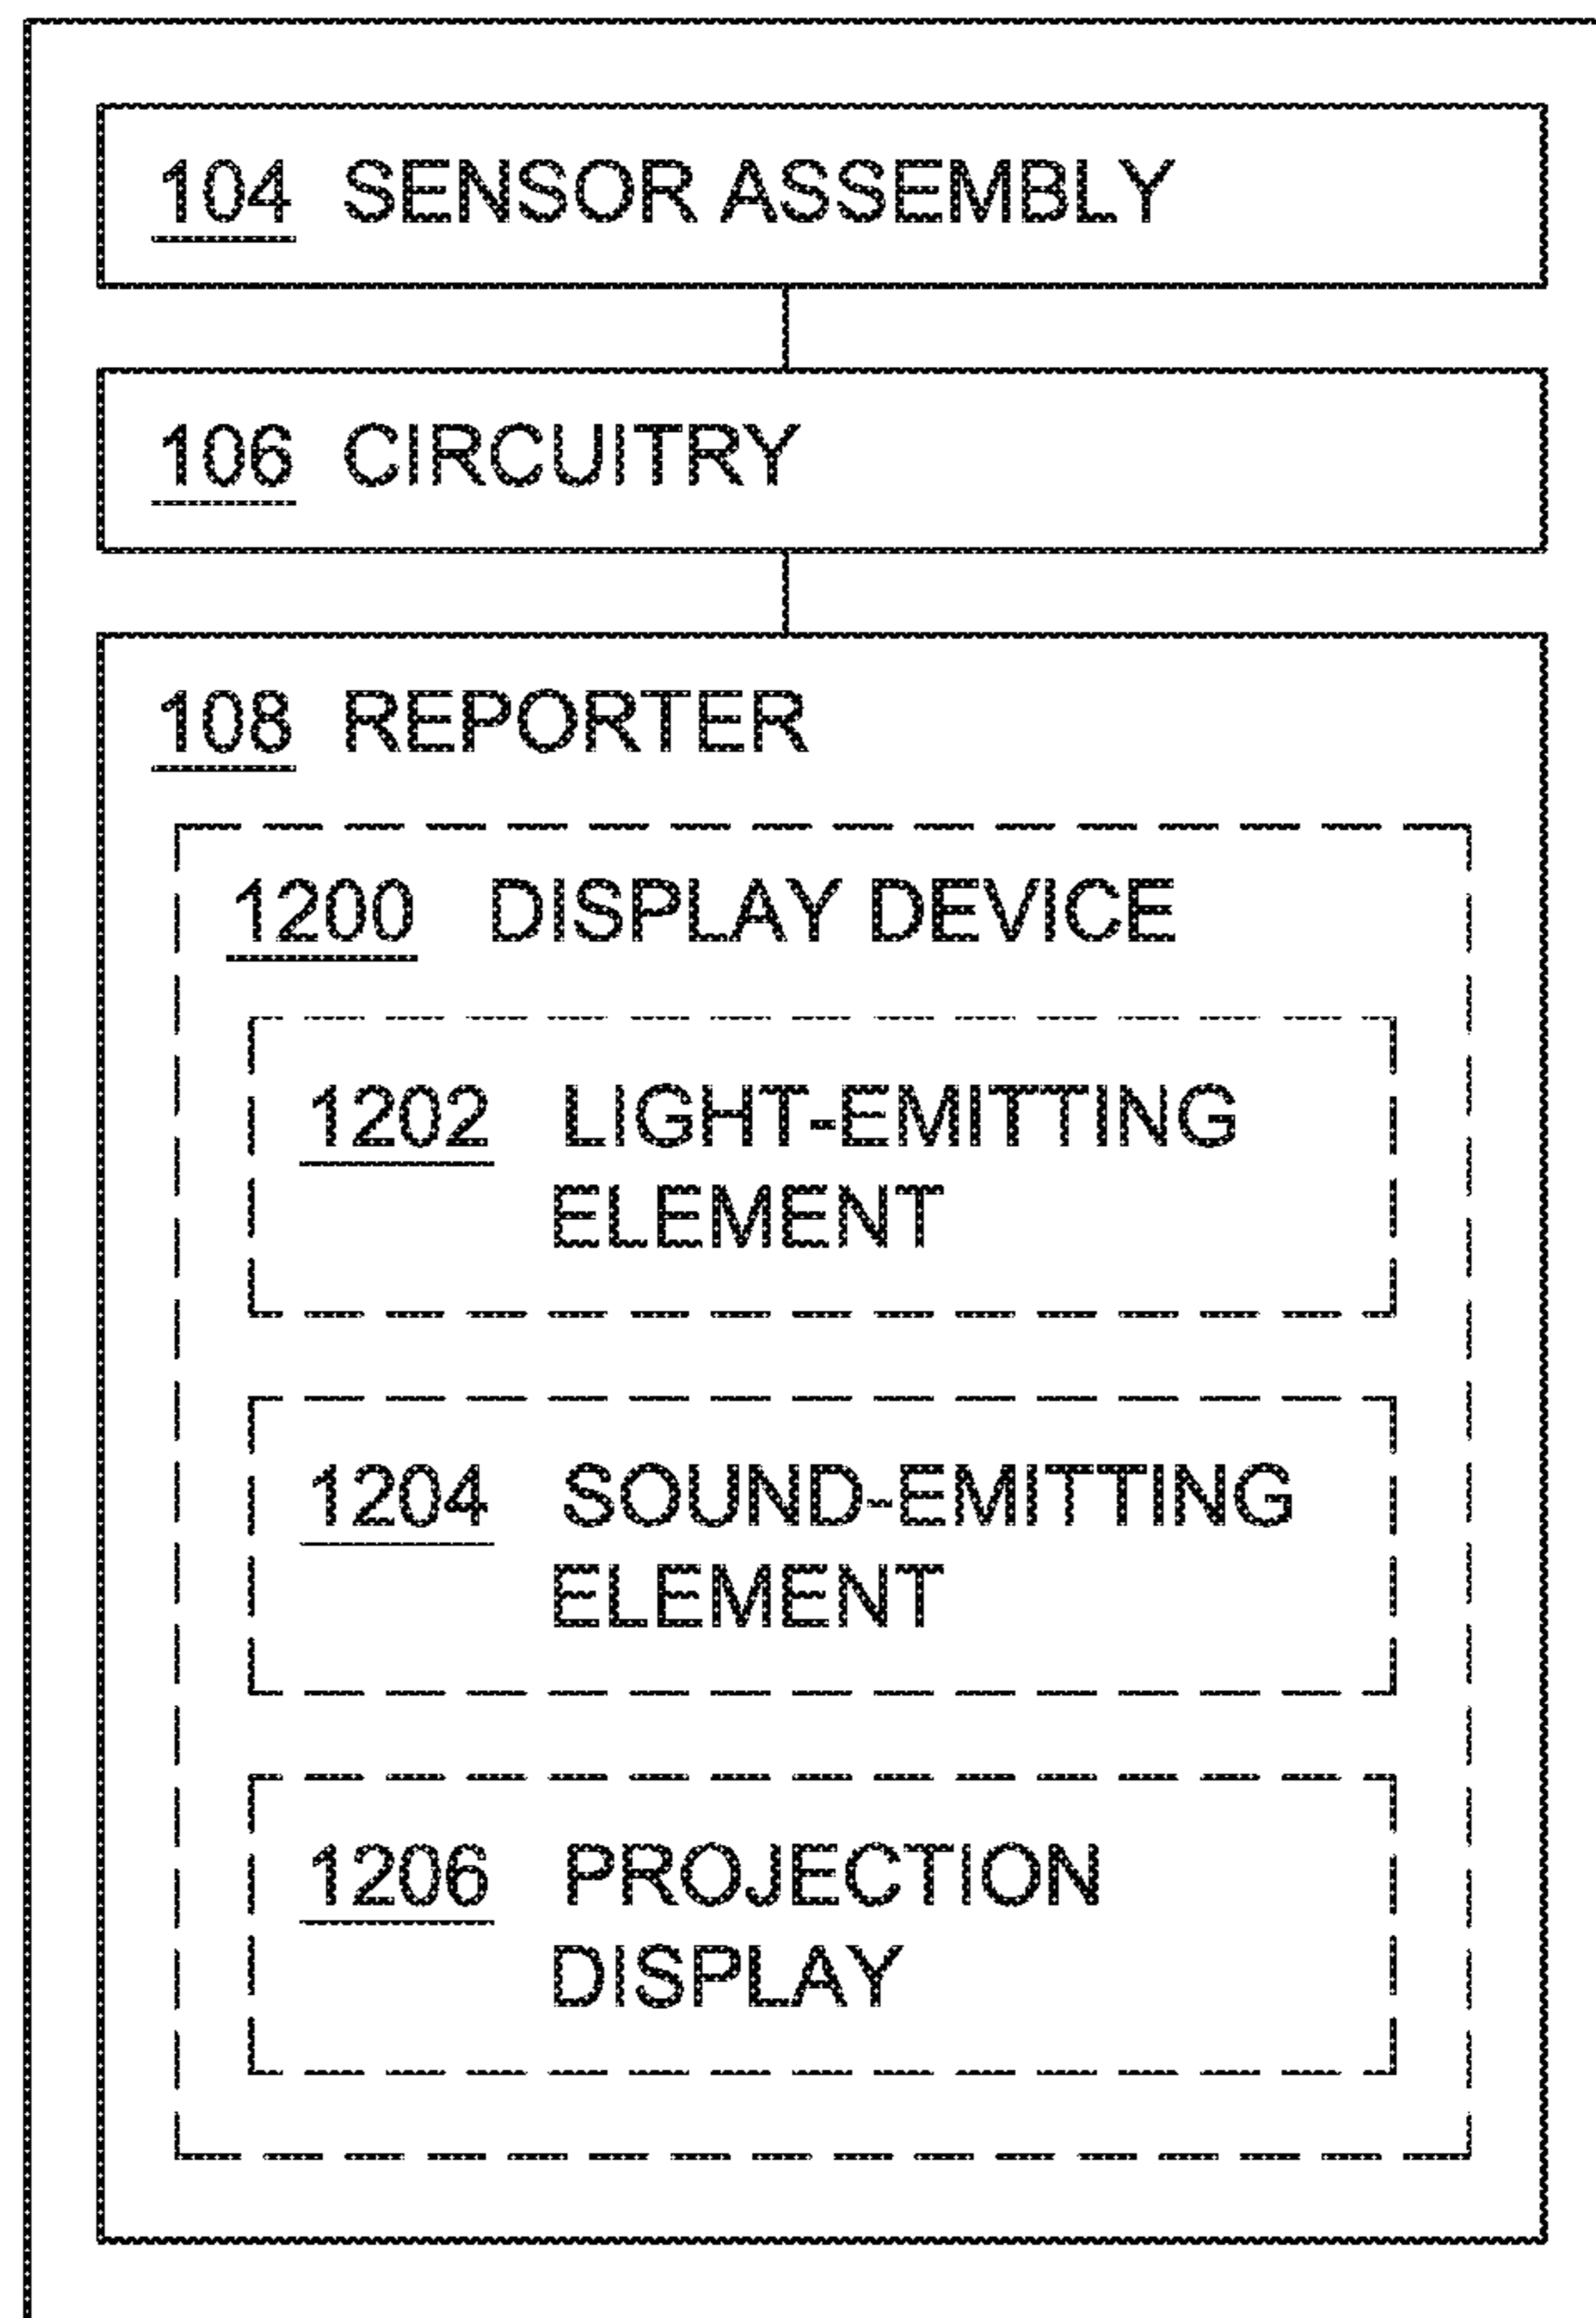 104 SENSOR ASSEMBLY
106 CIRCUITRY
108 REPORTER
1200 DISPLAY DEVICE
1202 LIGHT-EMITTING
ELEMENT
1204 SOUND-EMITTING
ELEMENT
1206 PROJECTION
DISPLAY